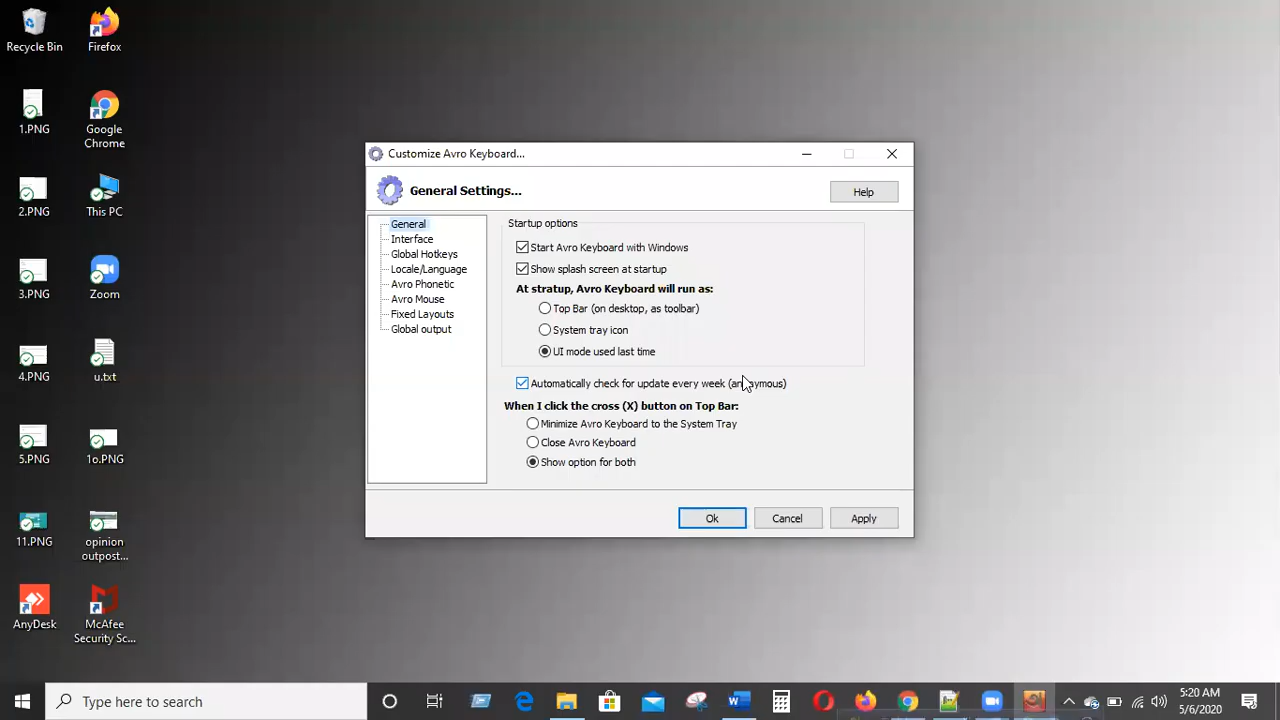 Recycle Bin
Firefox
1.PNG
Google
Chrome
2.PNG
This PC
3.PNG
Zoom
4.PNG
u.txt
5.PNG
1o.PNG
11.PNG
opinion
outpost...
AnyDesk
McAfee
Security Sc...
Customize Avro Keyboard...
General Settings...
Help
General
Interface
Global Hotkeys
Locale/Language
Avro Phonetic
Avro Mouse
Fixed Layouts
Global output
Startup options
Start Avro Keyboard with Windows
Show splash screen at startup
At stratup, Avro Keyboard will run as:
Top Bar (on desktop, as toolbar)
System tray icon
UI mode used last time
Automatically check for update every week (anonymous)
When I click the cross (X) button on Top Bar:
Minimize Avro Keyboard to the System Tray
Close Avro Keyboard
Show option for both
Ok
Cancel
Apply
Type here to search
5:20 AM
5/6/2020